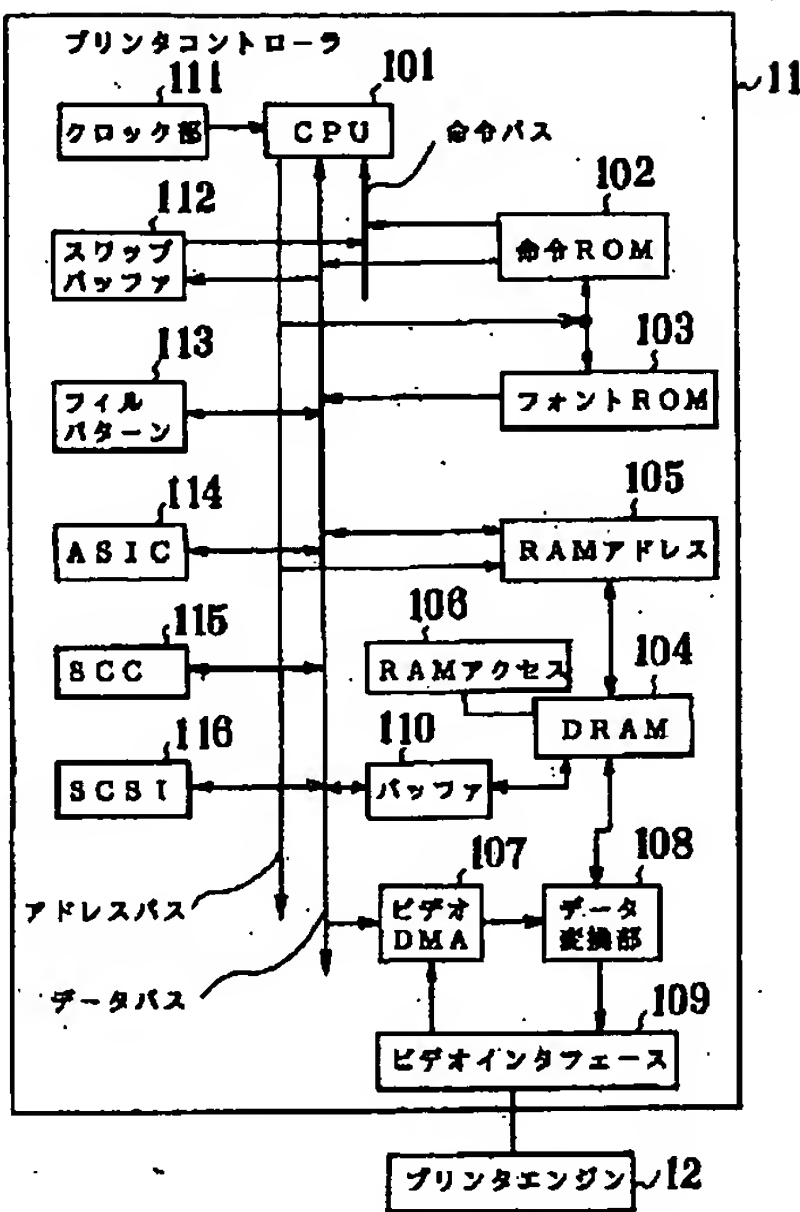 プリンタコントローラ
11
111
クロック部
101
CPU
命令バス
112
スワップ
バッファ
102
命令ROM
113
フィル
パターン
103
フォントROM
114
ASIC
105
RAMアドレス
115
SCC
106
RAMアクセス
104
DRAM
116
SCSI
110
バッファ
107
ビデオ
DMA
108
データ
変換部
アドレスバス
データバス
109
ビデオインタフェース
プリンタエンジン
12